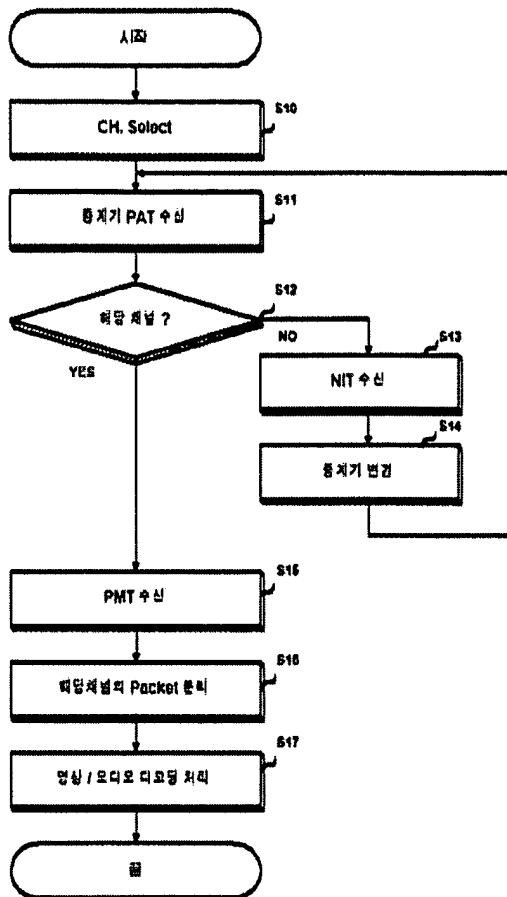 시작
S10
CH. Select
S11
중계기 PAT 수신
S12
해당 채널 ?
NO
YES
S13
NIT 수신
S14
중계기 변경
S15
PMT 수신
S16
해당채널의 Packet 분리
S17
영상 / 오디오 디코딩 처리
끝